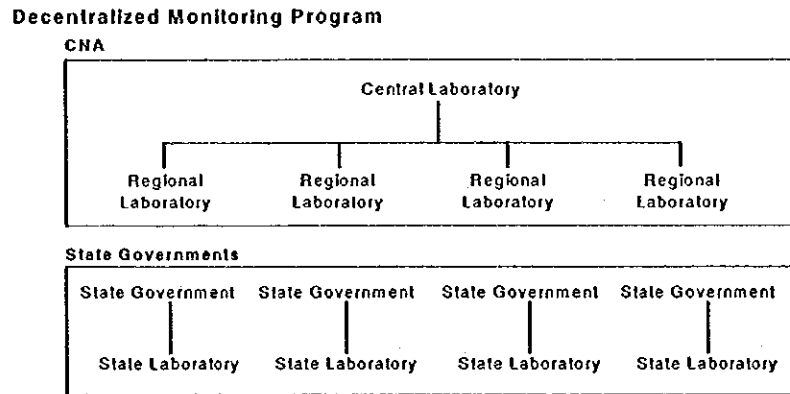 Decentralized Monitoring Program
CNA
Central Laboratory
Regional Laboratory
Regional Laboratory
Regional Laboratory
Regional Laboratory
State Governments
State Government State Government State Government State Government
State Laboratory State Laboratory State Laboratory State Laboratory